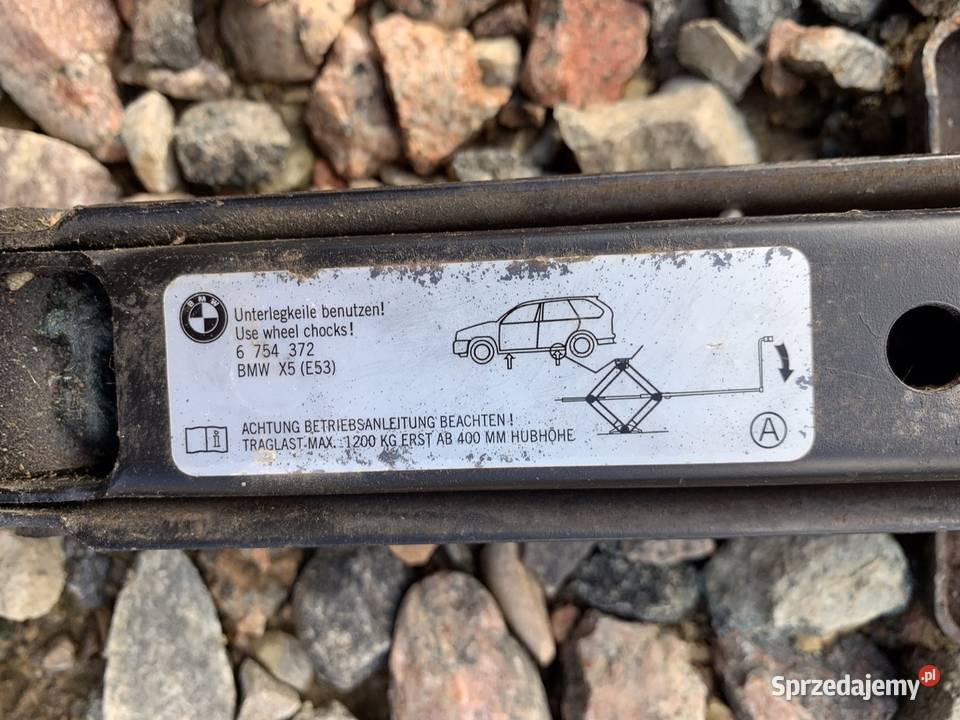 BMW
Unterlegkeile benutzen!
Use wheel chocks!
6 754 372
BMW X5 (E53)
ACHTUNG BETRIEBSANLEITUNG BEACHTEN!
TRAGLAST MAX. 1200 KG ERST AB 400 MM HUBHÖHE
A
Sprzedajemy.pl